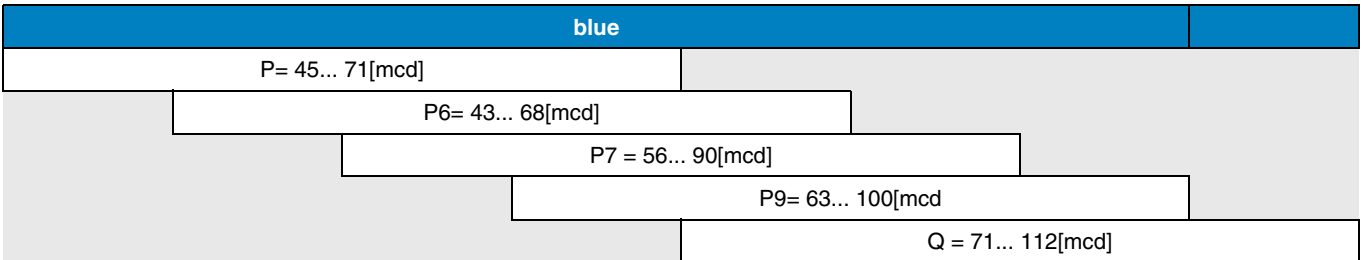 blue
P= 45... 71[mcd]
P6= 43... 68[mcd]
P7 = 56... 90[mcd]
P9= 63... 100[mcd
Q = 71... 112[mcd]